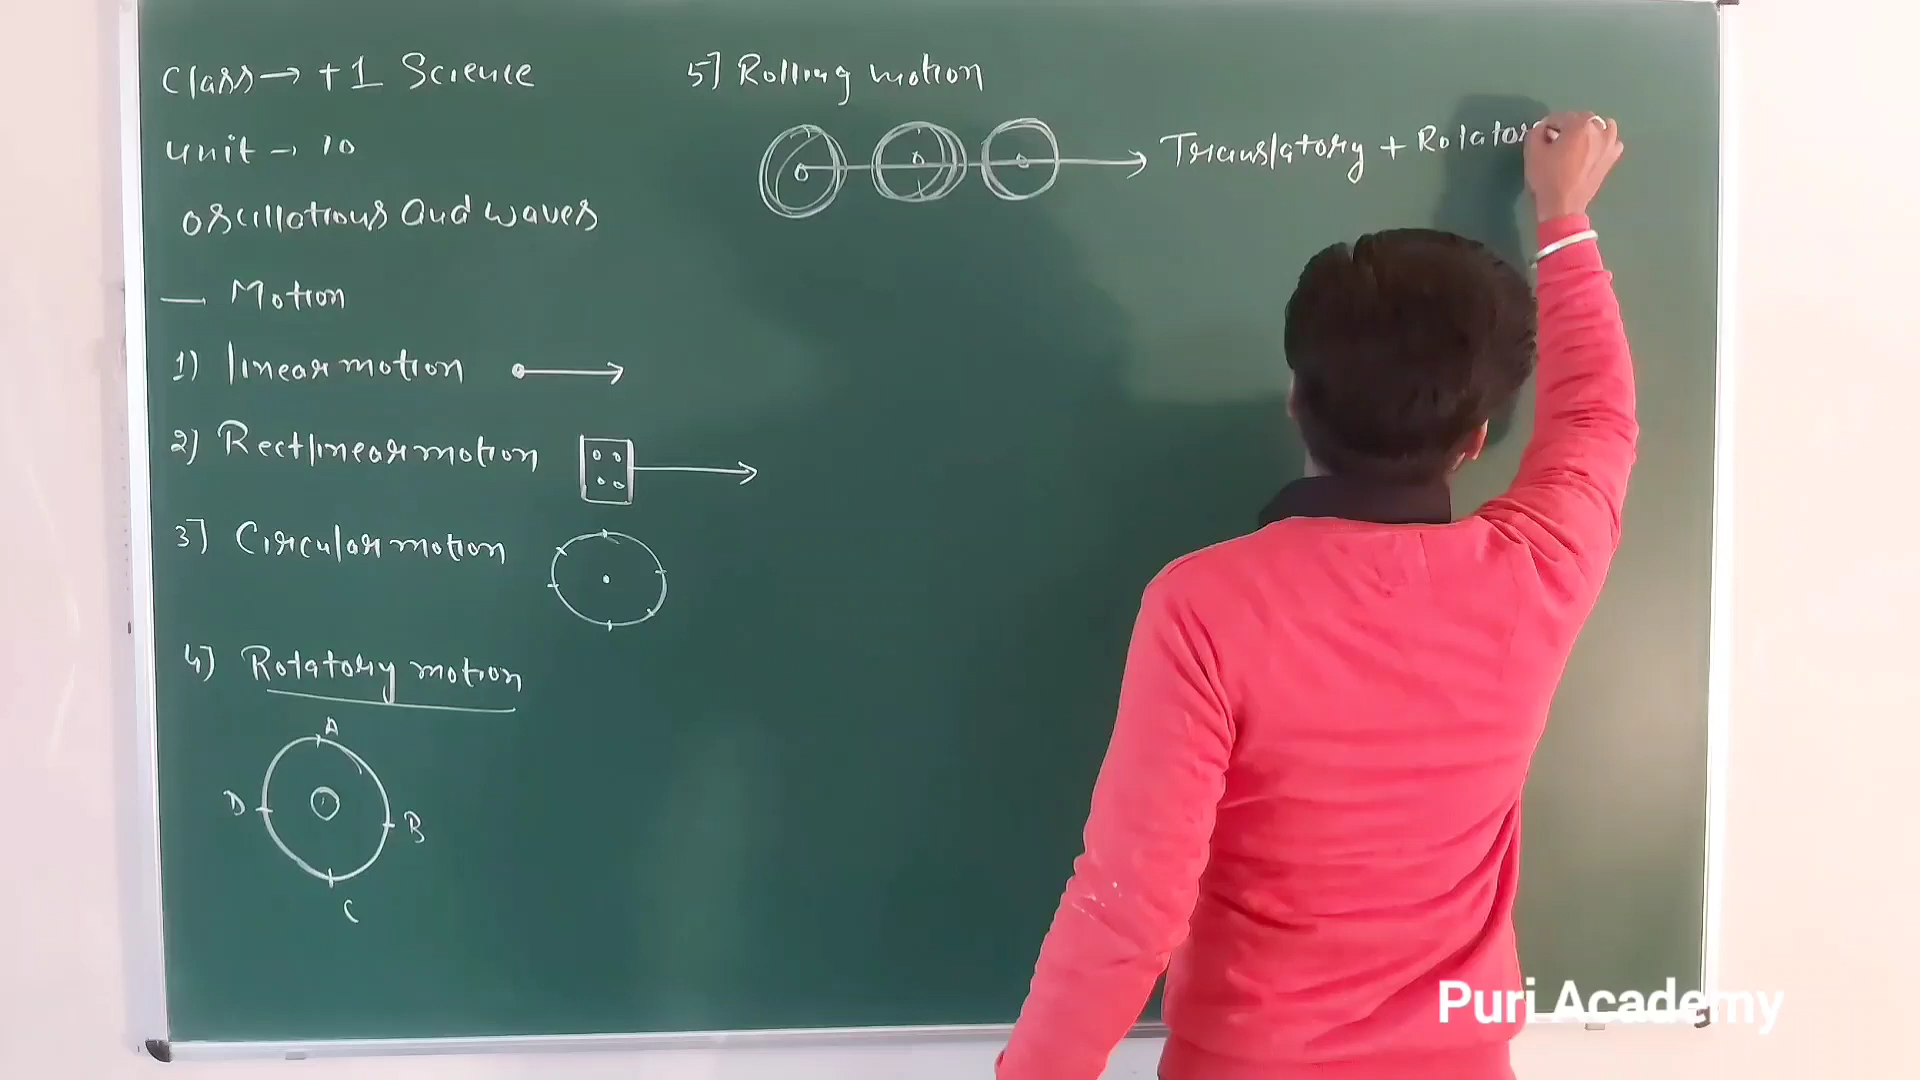 Class → +1 Science
Unit → 10
Oscillations and waves
— Motion
1) linear motion
2) Rectlinear motion
3] Circular motion
4) Rotatory motion
A
D
B
C
5] Rolling motion
Translatory + Rotator
Puri Academy